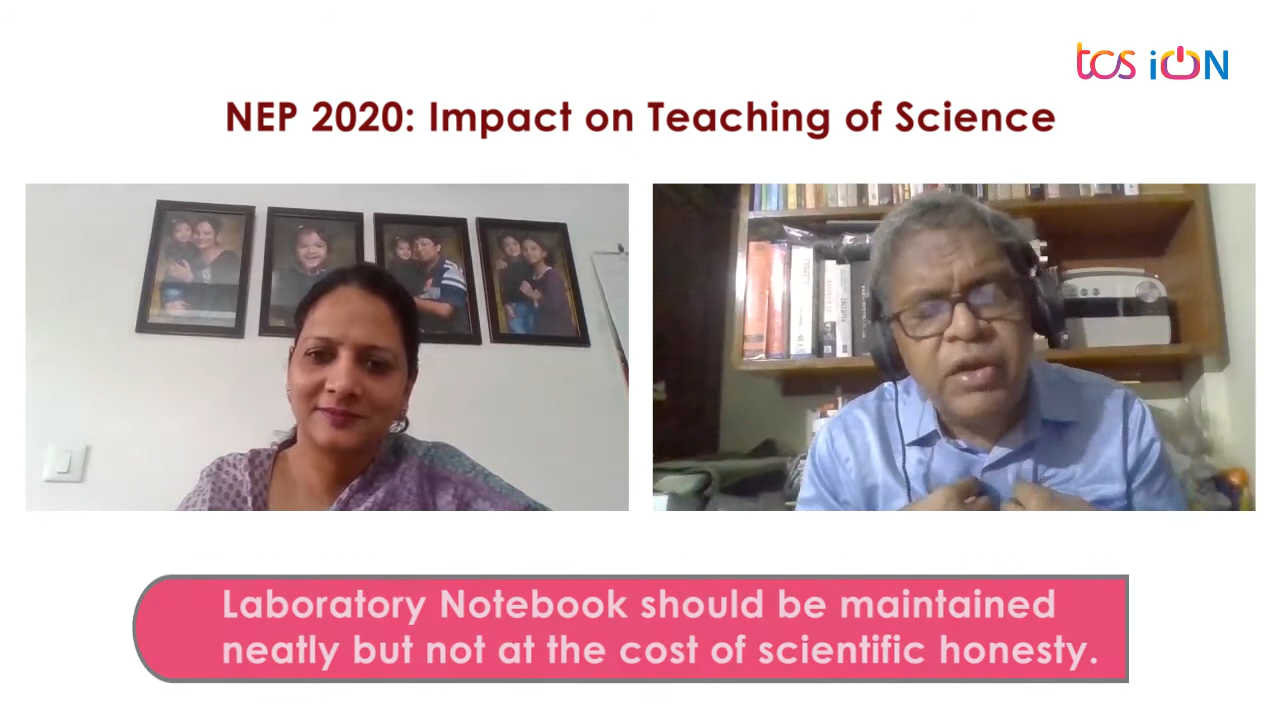 tcs iON
NEP 2020: Impact on Teaching of Science
Laboratory Notebook should be maintained
neatly but not at the cost of scientific honesty.